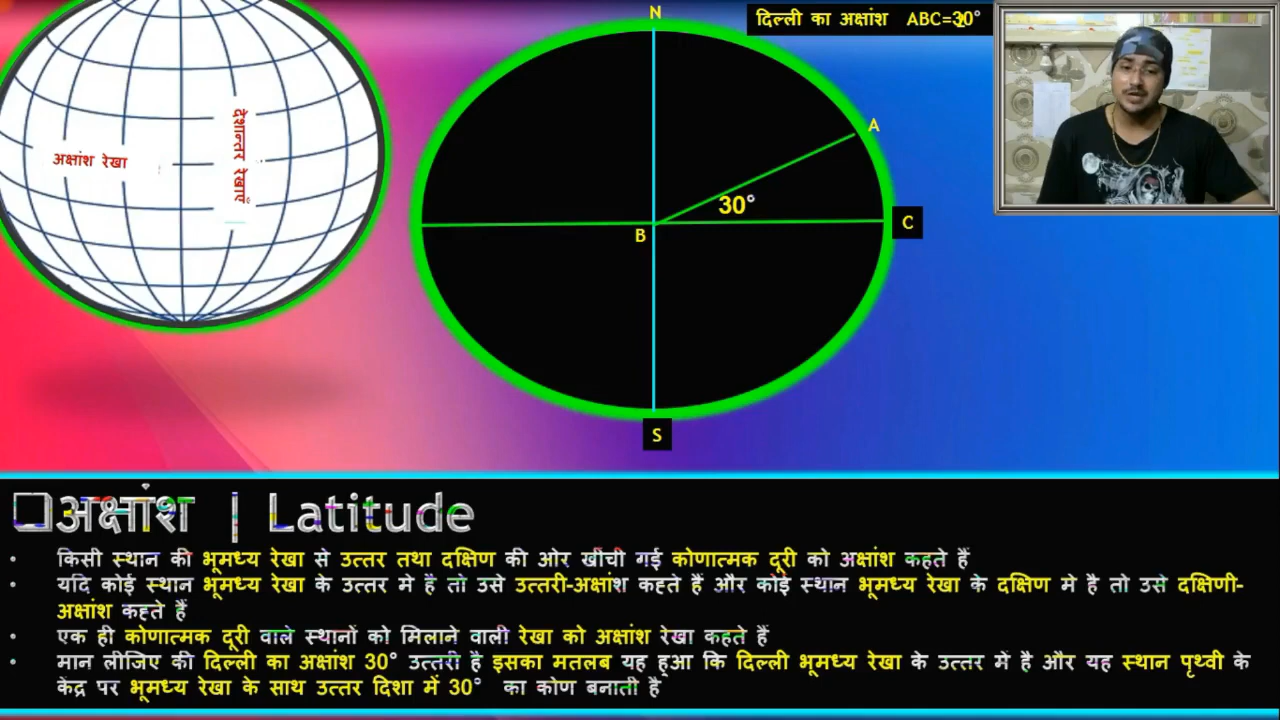 N
दिल्ली का अक्षांश ABC=30°
A
अक्षांश रेखा
देशान्तर रेखाएँ
30°
B
C
S
अक्षांश | Latitude
• किसी स्थान की भूमध्य रेखा से उत्तर तथा दक्षिण की ओर खींची गई कोणात्मक दूरी को अक्षांश कहते हैं
• यदि कोई स्थान भूमध्य रेखा के उत्तर मे है तो उसे उत्तरी-अक्षांश कहते हैं और कोई स्थान भूमध्य रेखा के दक्षिण मे है तो उसे दक्षिणी-
अक्षांश कहते हैं
• एक ही कोणात्मक दूरी वाले स्थानों को मिलाने वाली रेखा को अक्षांश रेखा कहते हैं
• मान लीजिए की दिल्ली का अक्षांश 30° उत्तरी है इसका मतलब यह हुआ कि दिल्ली भूमध्य रेखा के उत्तर में है और यह स्थान पृथ्वी के
केंद्र पर भूमध्य रेखा के साथ उत्तर दिशा में 30° का कोण बनाती है